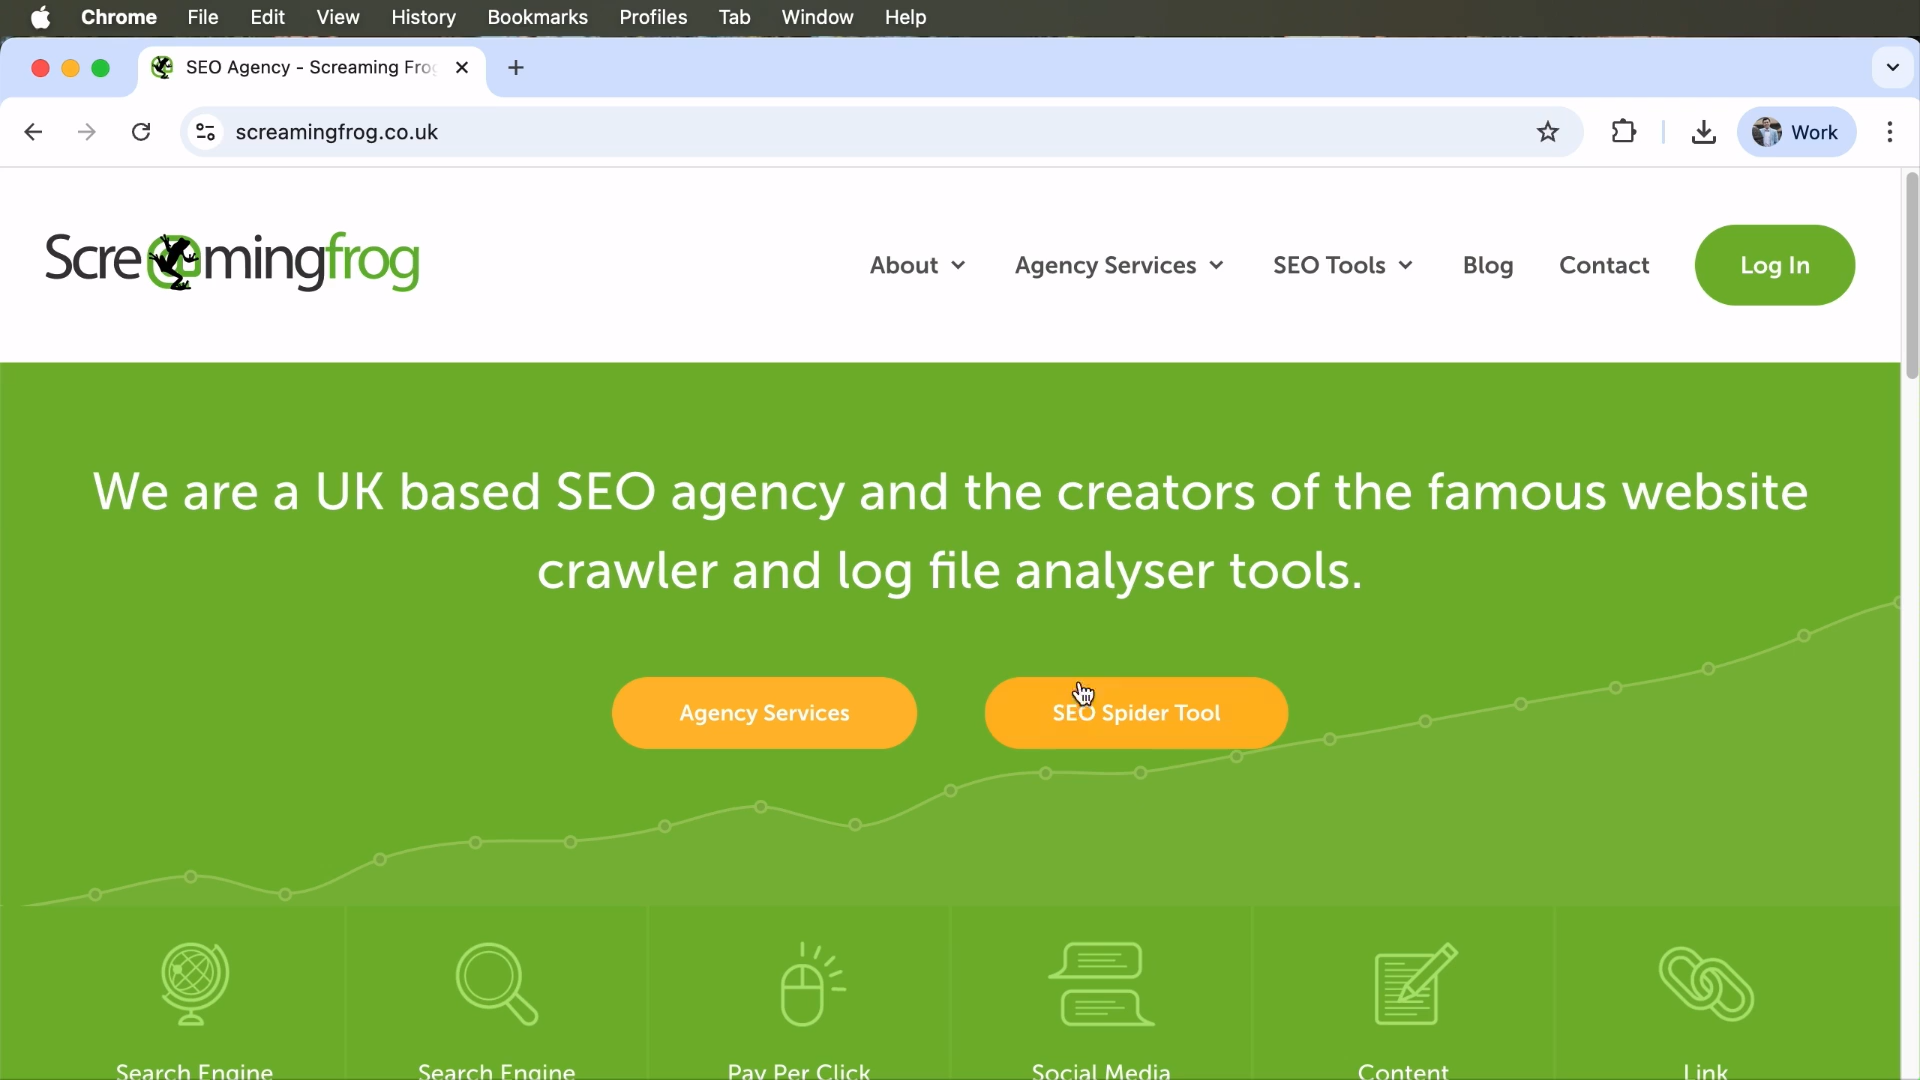 Chrome File Edit View History Bookmarks Profiles Tab Window Help
SEO Agency - Screaming Fro
screamingfrog.co.uk
Work
Screamingfrog
About Agency Services SEO Tools Blog Contact Log In
We are a UK based SEO agency and the creators of the famous website
crawler and log file analyser tools.
Agency Services SEO Spider Tool
Search Engine Search Engine Pay Per Click Social Media Content Link